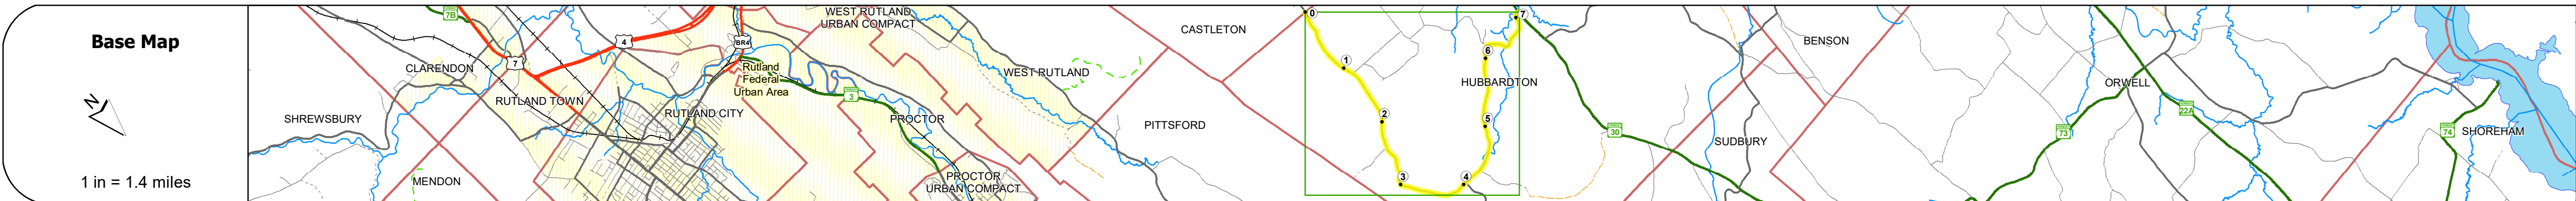 Base Map
N
1 in = 1.4 miles
7B
CLARENDON
7
4
BR4
WEST RUTLAND
URBAN COMPACT
Rutland
Federal
Urban Area
3
RUTLAND TOWN
RUTLAND CITY
SHREWSBURY
MENDON
PROCTOR
PROCTOR
URBAN COMPACT
WEST RUTLAND
CASTLETON
PITTSFORD
0
1
2
3
4
5
6
7
HUBBARDTON
30
SUDBURY
BENSON
73
ORWELL
22A
74
SHOREHAM